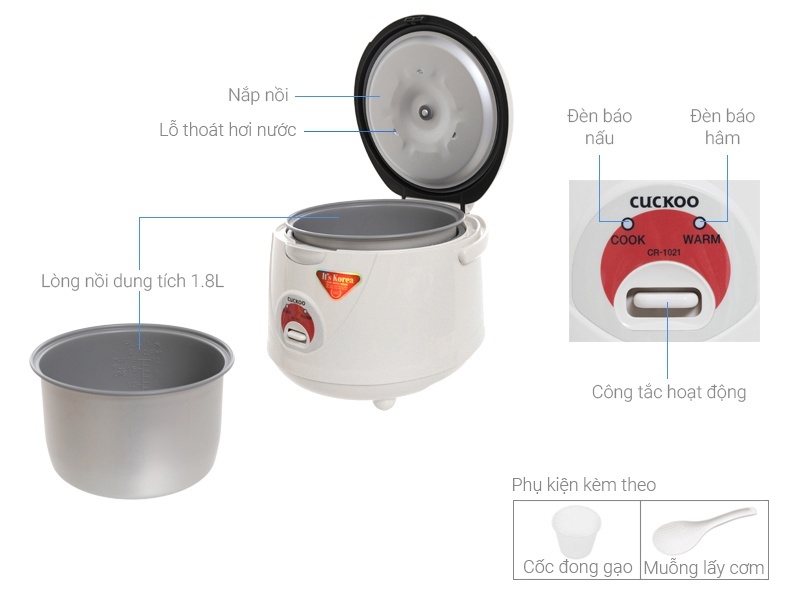 Nắp nồi
Lỗ thoát hơi nước
Lòng nồi dung tích 1.8L
It's Korea
CUCKOO
Đèn báo
nấu
Đèn báo
hâm
CUCKOO
COOK WARM
CR-1021
Công tắc hoạt động
Phụ kiện kèm theo
Cốc đong gạo
Muỗng lấy cơm